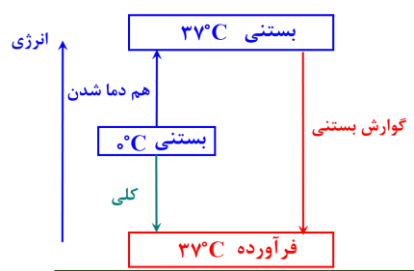 بستنی ۳۷°C
انرژی
هم دما شدن
گوارش بستنی
بستنی ۰°C
کلی
فرآورده ۳۷°C